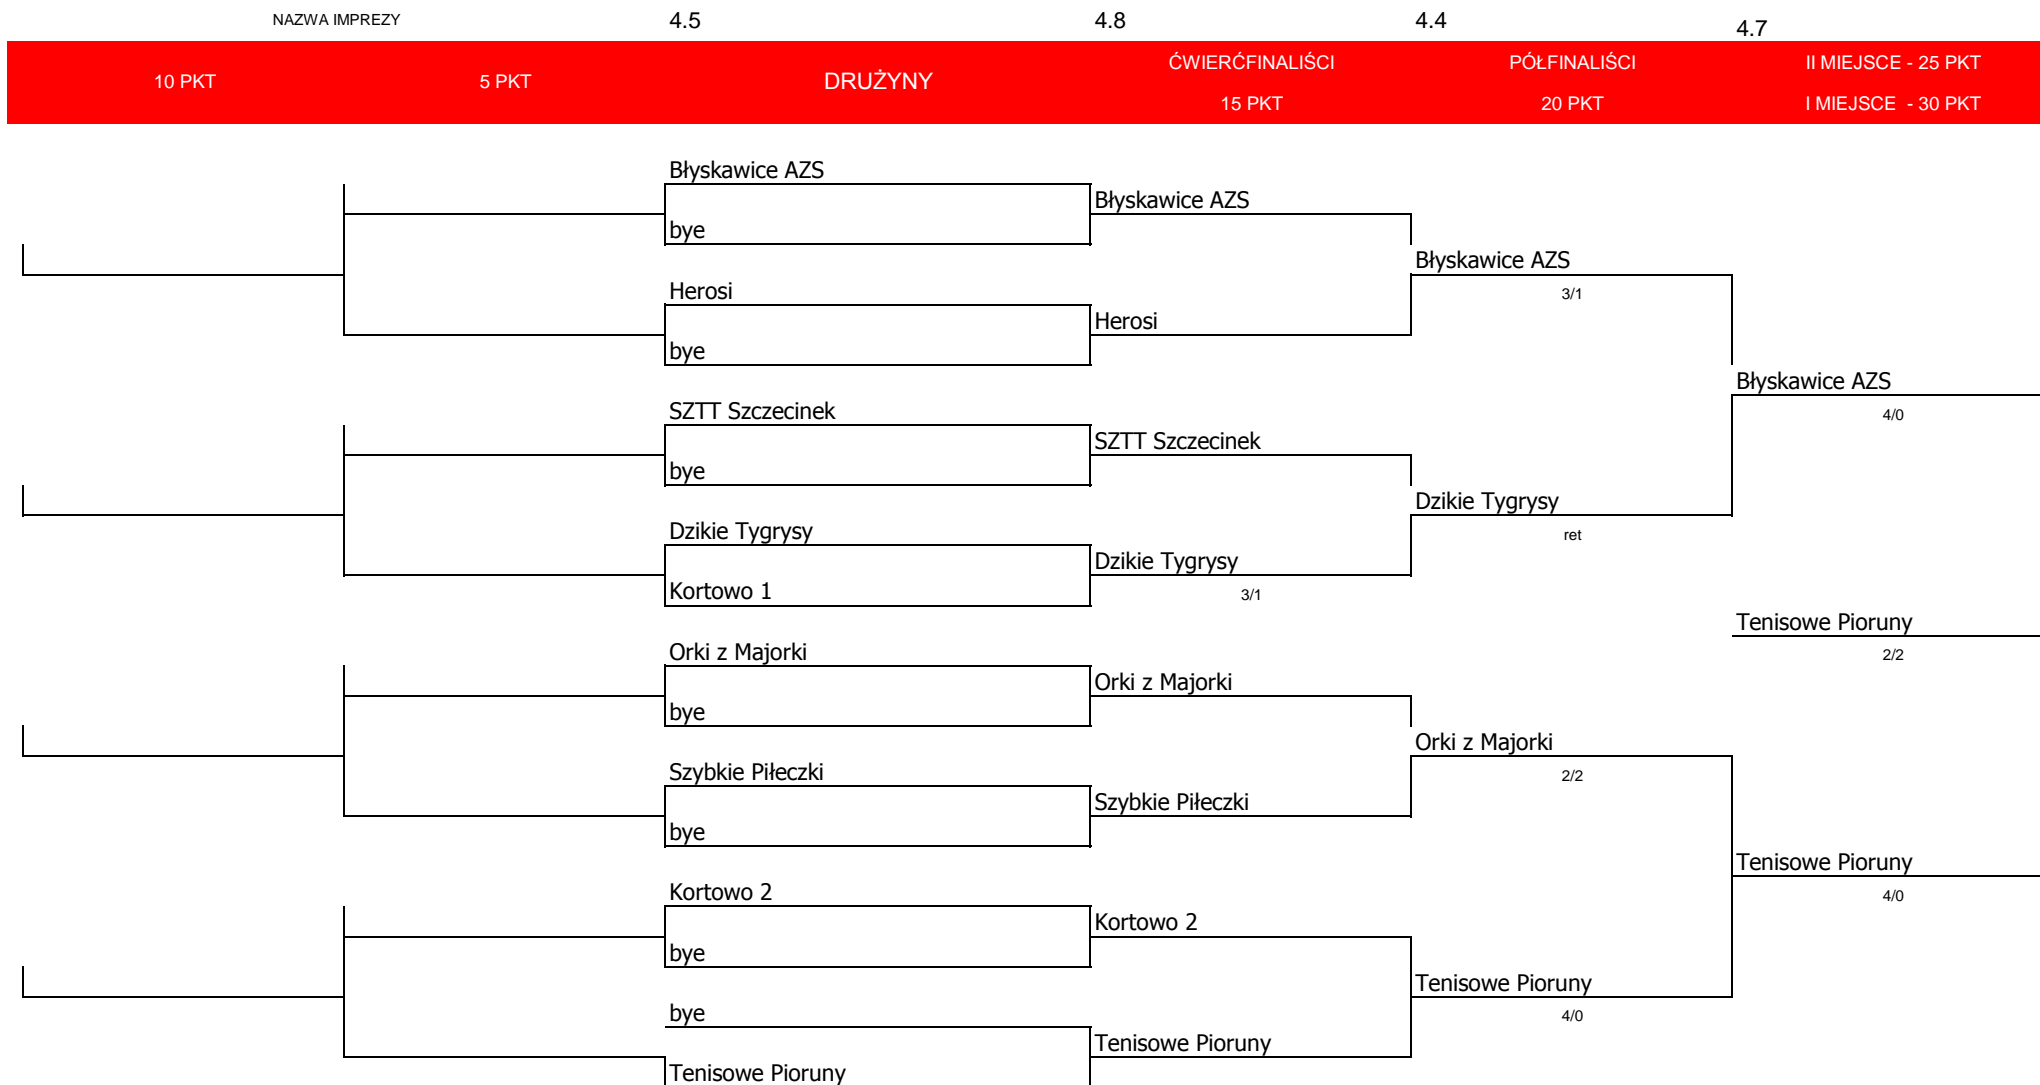 NAZWA IMPREZY 4.5 4.8 4.4 4.7
10 PKT 5 PKT DRUŻYNY ĆWIERĆFINALIŚCI PÓŁFINALIŚCI II MIEJSCE - 25 PKT
15 PKT 20 PKT I MIEJSCE - 30 PKT
Błyskawice AZS
Błyskawice AZS
bye
Błyskawice AZS
Herosi
3/1
Herosi
bye
Błyskawice AZS
SZTT Szczecinek
4/0
SZTT Szczecinek
bye
Dzikie Tygrysy
Dzikie Tygrysy
ret
Dzikie Tygrysy
Kortowo 1
3/1
Tenisowe Pioruny
Orki z Majorki
2/2
Orki z Majorki
bye
Orki z Majorki
Szybkie Piłeczki
2/2
Szybkie Piłeczki
bye
Tenisowe Pioruny
Kortowo 2
4/0
Kortowo 2
bye
Tenisowe Pioruny
bye
4/0
Tenisowe Pioruny
Tenisowe Pioruny